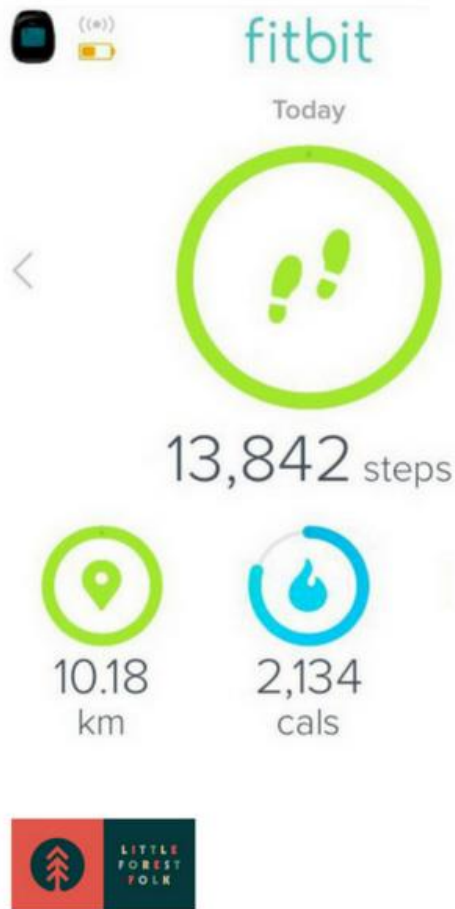 fitbit
Today
13,842 steps
10.18
km
2,134
cals
LITTLE
FOREST
FOLK